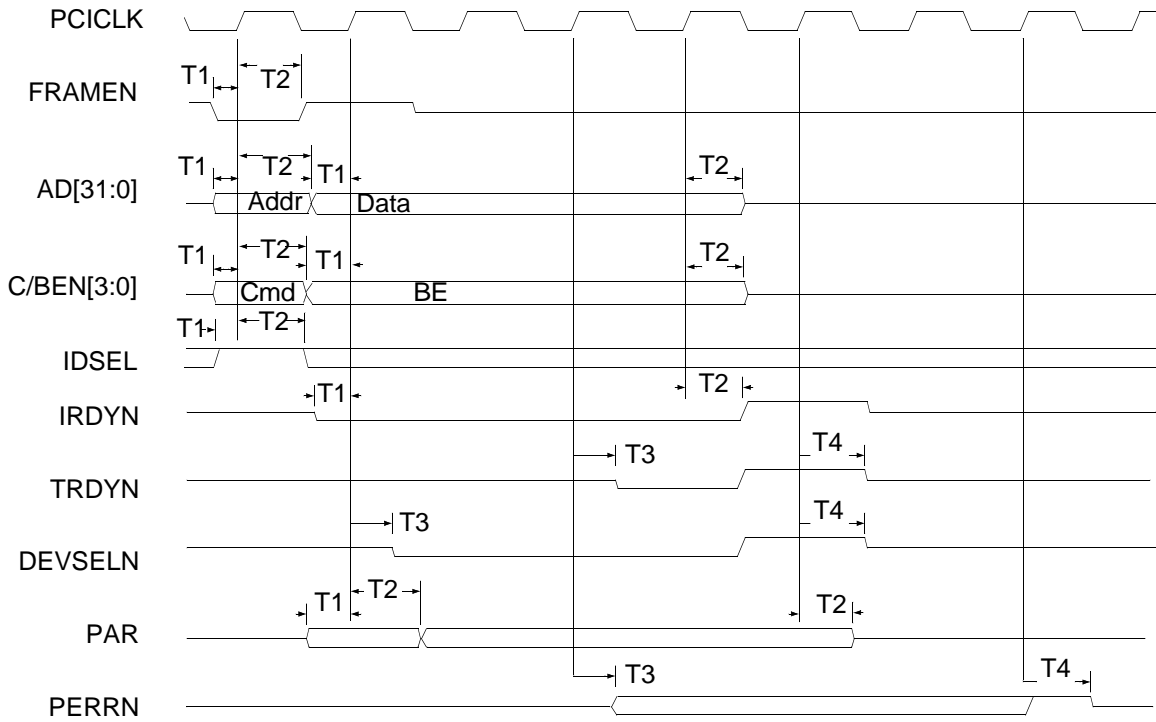 PCICLK
T1 T2
FRAMEN
T1 T2 T1 T2
AD[31:0] Addr Data
T1 T2 T1 T2
C/BEN[3:0] Cmd BE
T1 T2
IDSEL
T1 T2
IRDYN
T3 T4
TRDYN
T3 T4
DEVSELN
T1 T2 T2
PAR
T3 T4
PERRN